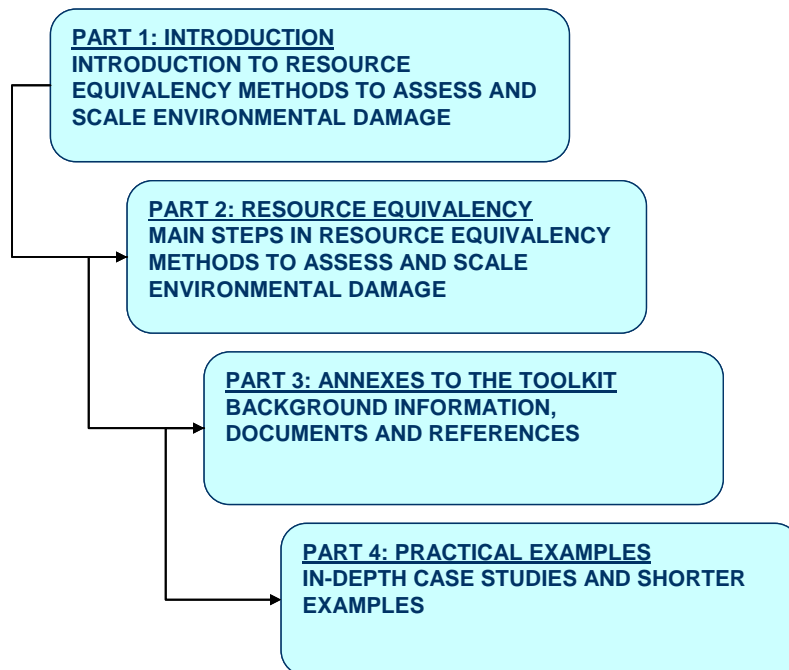 PART 1: INTRODUCTION
INTRODUCTION TO RESOURCE
EQUIVALENCY METHODS TO ASSESS AND
SCALE ENVIRONMENTAL DAMAGE
PART 2: RESOURCE EQUIVALENCY
MAIN STEPS IN RESOURCE EQUIVALENCY
METHODS TO ASSESS AND SCALE
ENVIRONMENTAL DAMAGE
PART 3: ANNEXES TO THE TOOLKIT
BACKGROUND INFORMATION,
DOCUMENTS AND REFERENCES
PART 4: PRACTICAL EXAMPLES
IN-DEPTH CASE STUDIES AND SHORTER
EXAMPLES